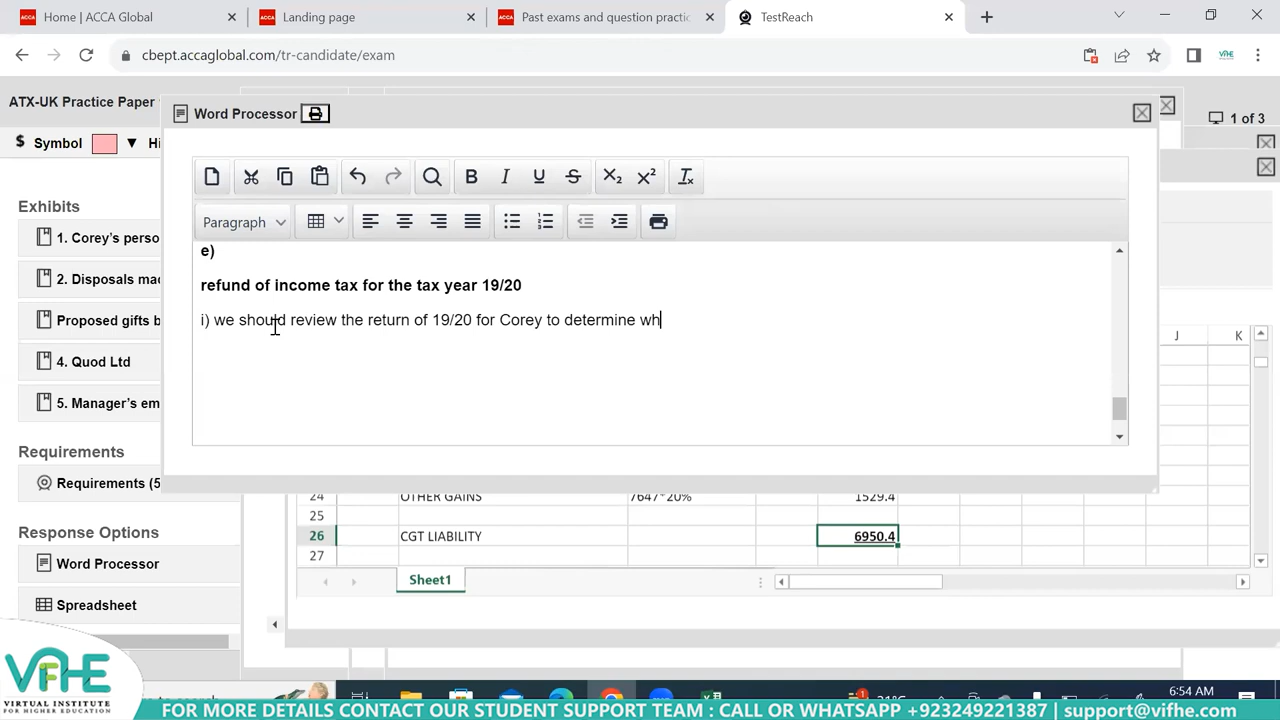 Home | ACCA Global
Landing page
Past exams and question practic
TestReach
cbept.accaglobal.com/tr-candidate/exam
ATX-UK Practice Paper
Word Processor
1 of 3
$ Symbol
Hi
Paragraph
Exhibits
1. Corey's perso
2. Disposals mad
Proposed gifts b
4. Quod Ltd
5. Manager's em
Requirements
Requirements (5
Response Options
Word Processor
Spreadsheet
e)
refund of income tax for the tax year 19/20
i) we should review the return of 19/20 for Corey to determine wh
J K
24 OTHER GAINS 7647*20% 1529.4
25
26 CGT LIABILITY 6950.4
27
Sheet1
VIFHE
VIRTUAL INSTITUTE
FOR HIGHER EDUCATION
6:54 AM
FOR MORE DETAILS CONTACT OUR STUDENT SUPPORT TEAM : CALL OR WHATSAPP +923249221387 | support@vifhe.com